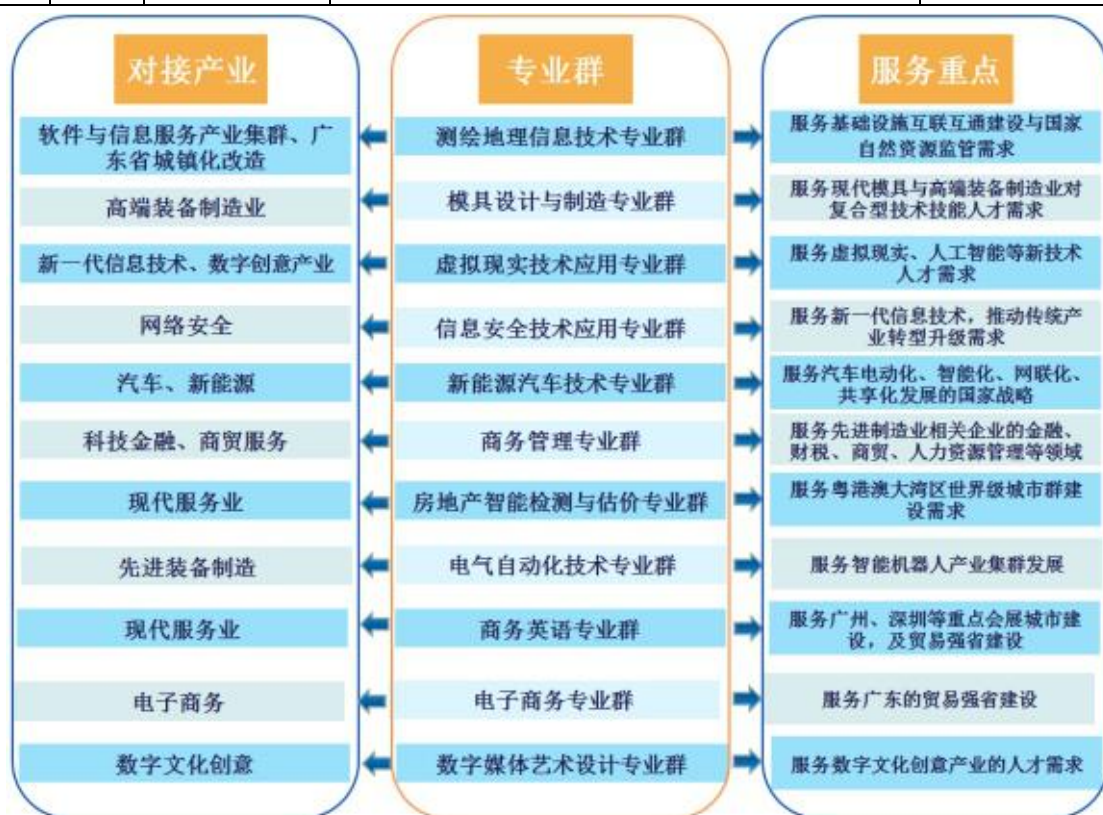 对接产业
专业群
服务重点
软件与信息服务产业集群、广
东省城镇化改造
测绘地理信息技术专业群
服务基础设施互联互通建设与国家
自然资源监管需求
高端装备制造业
模具设计与制造专业群
服务现代模具与高端装备制造业对
复合型技术技能人才需求
新一代信息技术、数字创意产业
虚拟现实技术应用专业群
服务虚拟现实、人工智能等新技术
人才需求
网络安全
信息安全技术应用专业群
服务新一代信息技术，推动传统产
业转型升级需求
汽车、新能源
新能源汽车技术专业群
服务汽车电动化、智能化、网联化、
共享化发展的国家战略
科技金融、商贸服务
商务管理专业群
服务先进制造业相关企业的金融、
财税、商贸、人力资源管理等领域
现代服务业
房地产智能检测与估价专业群
服务粤港澳大湾区世界级城市群建
设需求
先进装备制造
电气自动化技术专业群
服务智能机器人产业集群发展
现代服务业
商务英语专业群
服务广州、深圳等重点会展城市建
设，及贸易强省建设
电子商务
电子商务专业群
服务广东的贸易强省建设
数字文化创意
数字媒体艺术设计专业群
服务数字文化创意产业的人才需求